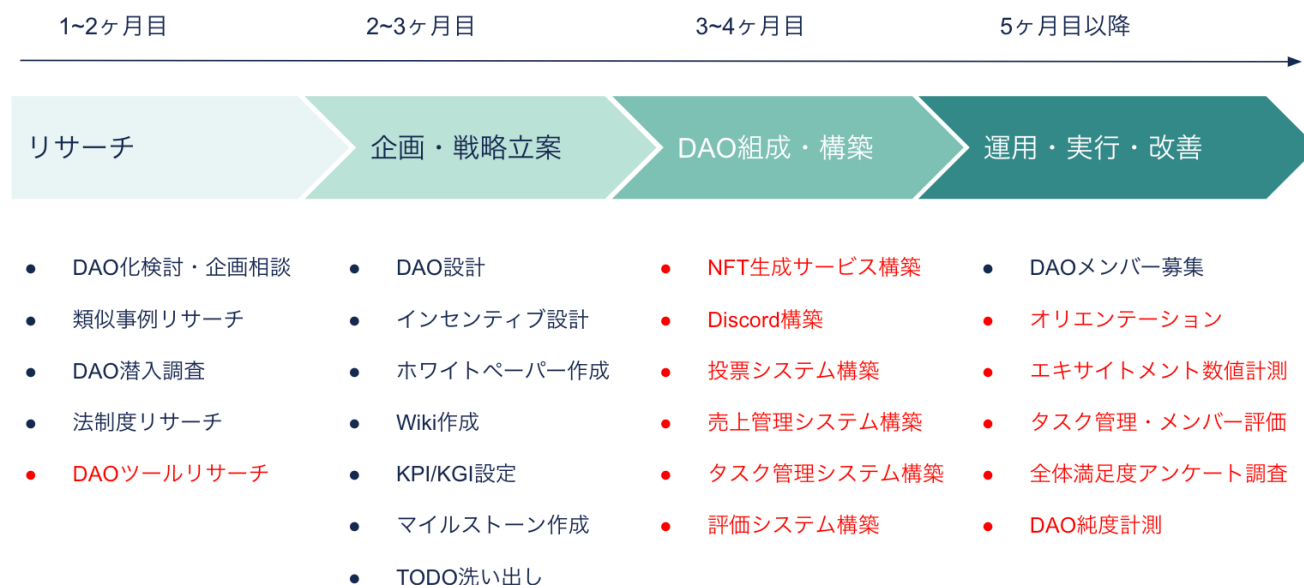 1~2ヶ月目
2~3ヶ月目
3~4ヶ月目
5ヶ月目以降
リサーチ
企画・戦略立案
DAO組成・構築
運用・実行・改善
● DAO化検討・企画相談
● 類似事例リサーチ
● DAO潜入調査
● 法制度リサーチ
● DAOツールリサーチ
● DAO設計
● インセンティブ設計
● ホワイトペーパー作成
● Wiki作成
● KPI/KGI設定
● マイルストーン作成
● TODO洗い出し
● NFT生成サービス構築
● Discord構築
● 投票システム構築
● 売上管理システム構築
● タスク管理システム構築
● 評価システム構築
● DAOメンバー募集
● オリエンテーション
● エキサイトメント数値計測
● タスク管理・メンバー評価
● 全体満足度アンケート調査
● DAO純度計測